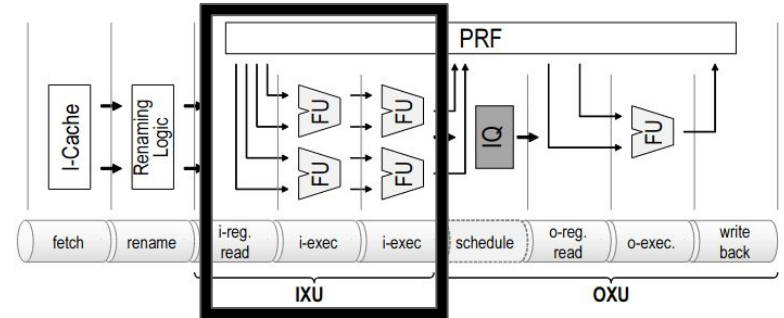 PRF
I-Cache
Renaming
Logic
FU
FU
FU
FU
IQ
FU
fetch
rename
i-reg.
read
i-exec
i-exec
schedule
o-reg.
read
o-exec.
write
back
IXU
OXU